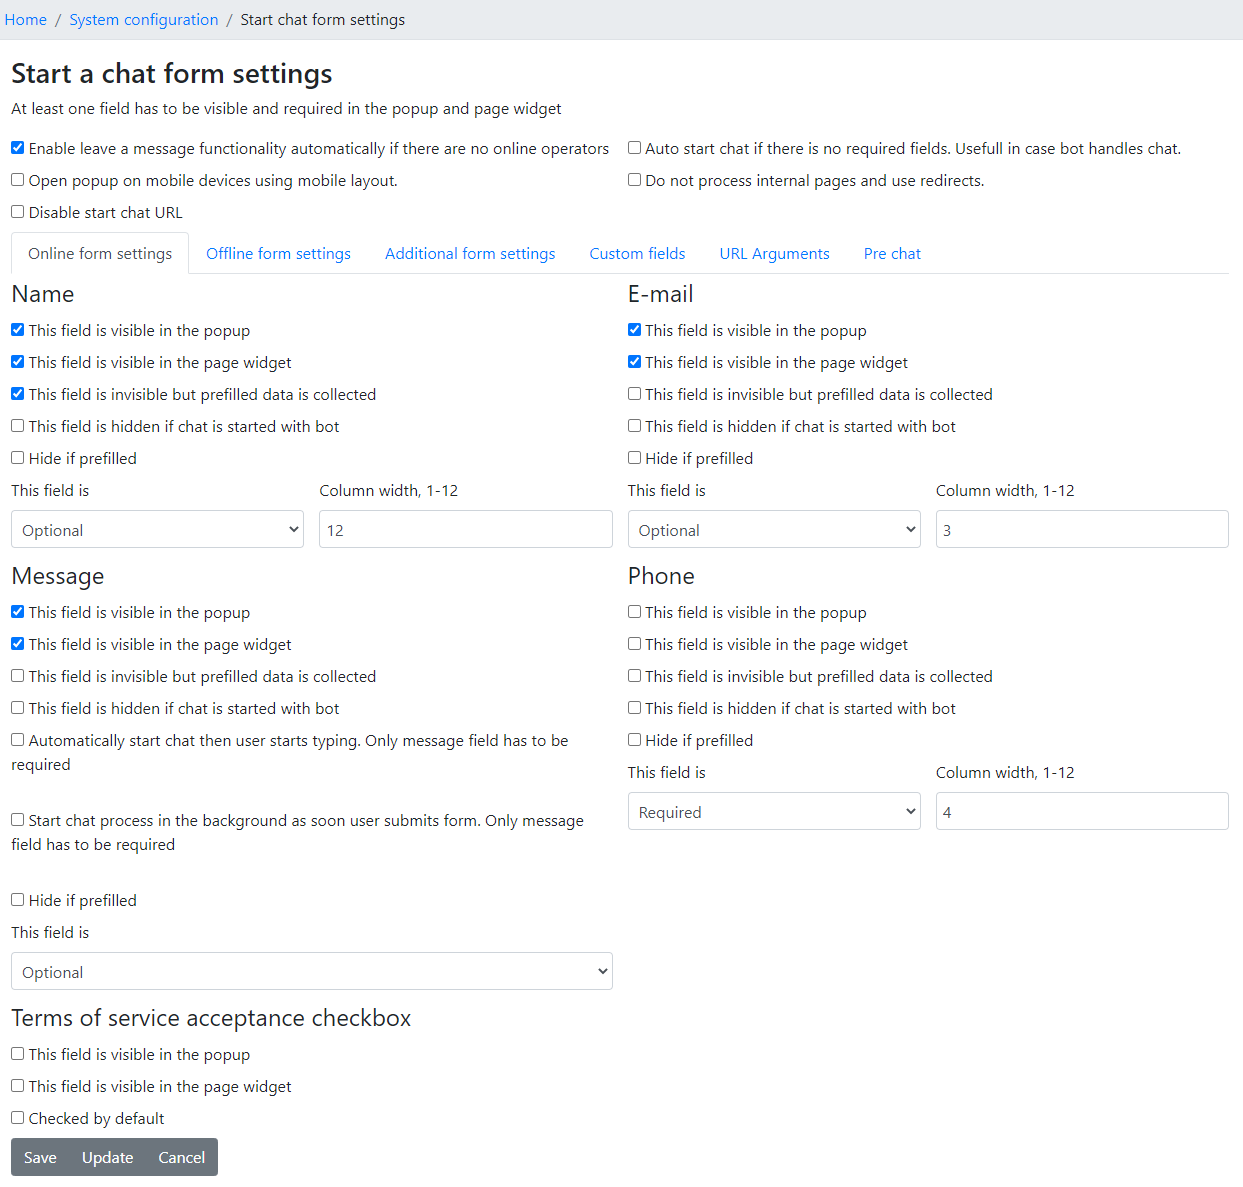 Home / System configuration / Start chat form settings
Start a chat form settings
At least one field has to be visible and required in the popup and page widget
Enable leave a message functionality automatically if there are no online operators
Auto start chat if there is no required fields. Usefull in case bot handles chat.
Open popup on mobile devices using mobile layout.
Do not process internal pages and use redirects.
Disable start chat URL
Online form settings Offline form settings Additional form settings Custom fields URL Arguments Pre chat
Name
This field is visible in the popup
This field is visible in the page widget
This field is invisible but prefilled data is collected
This field is hidden if chat is started with bot
Hide if prefilled
This field is Column width, 1-12
Optional 12
E-mail
This field is visible in the popup
This field is visible in the page widget
This field is invisible but prefilled data is collected
This field is hidden if chat is started with bot
Hide if prefilled
This field is Column width, 1-12
Optional 3
Message
This field is visible in the popup
This field is visible in the page widget
This field is invisible but prefilled data is collected
This field is hidden if chat is started with bot
Automatically start chat then user starts typing. Only message field has to be
required
Start chat process in the background as soon user submits form. Only message
field has to be required
Hide if prefilled
This field is
Optional
Phone
This field is visible in the popup
This field is visible in the page widget
This field is invisible but prefilled data is collected
This field is hidden if chat is started with bot
Hide if prefilled
This field is Column width, 1-12
Required 4
Terms of service acceptance checkbox
This field is visible in the popup
This field is visible in the page widget
Checked by default
Save Update Cancel